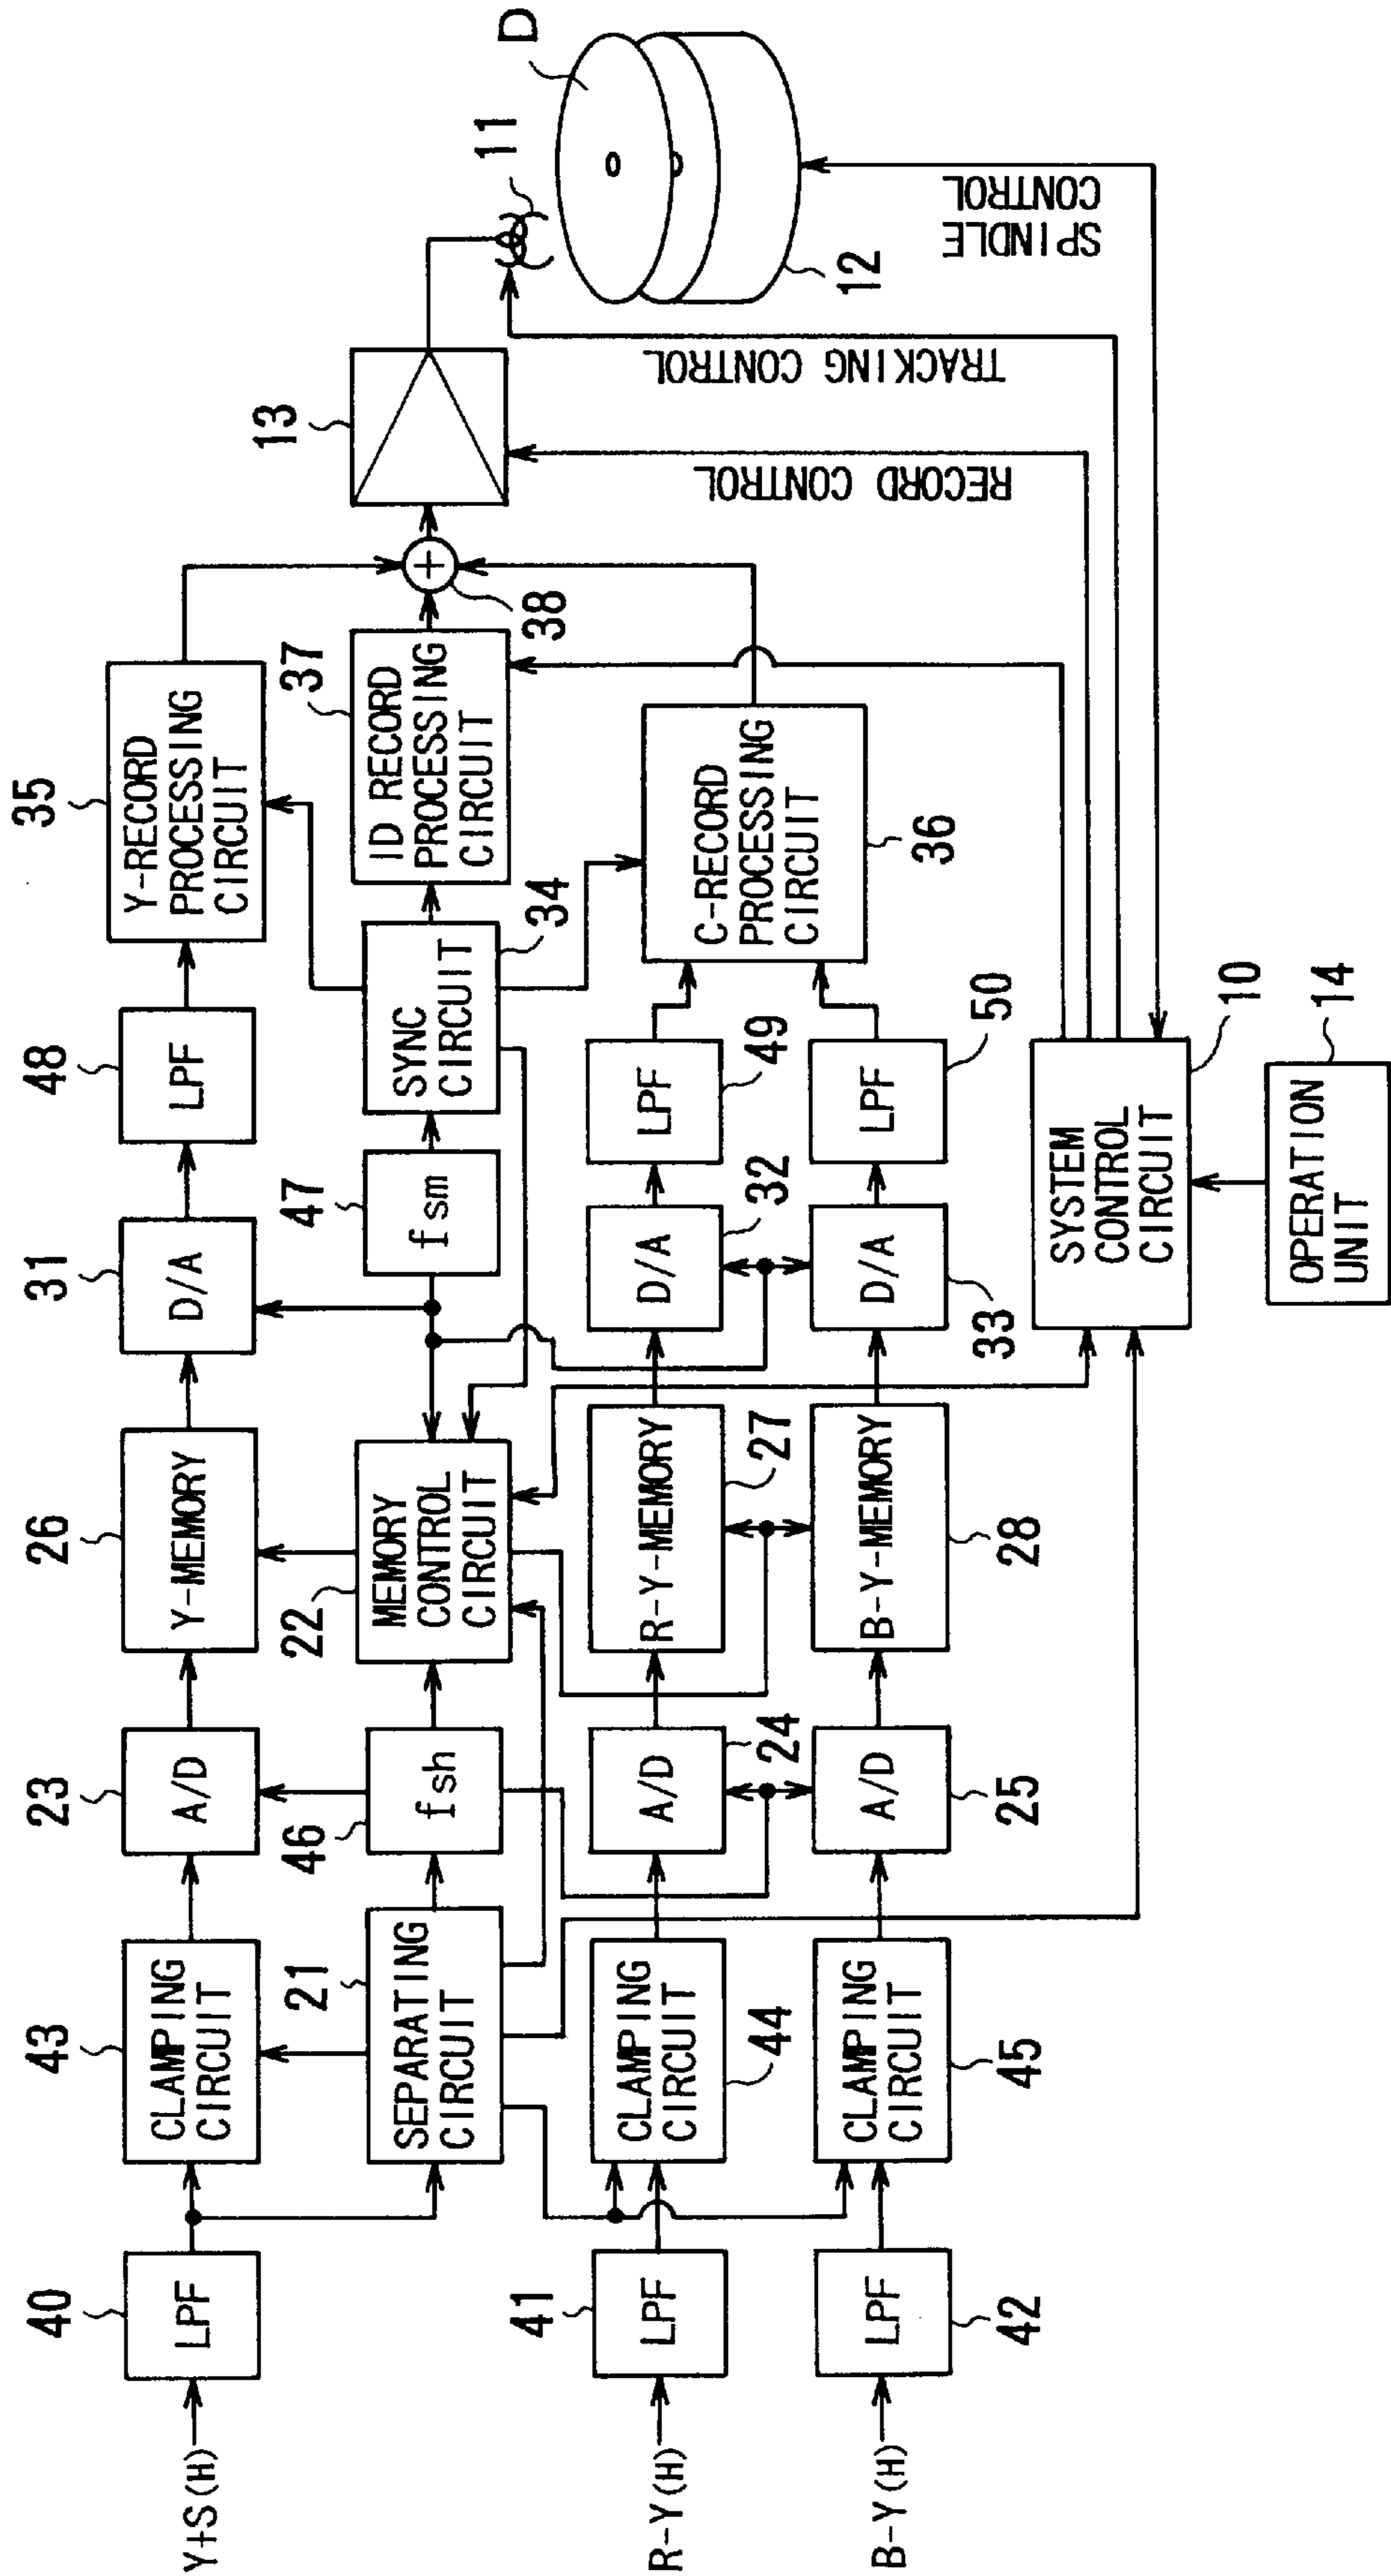 Y+S(H)
40
LPF
43
CLAMPING
CIRCUIT
23
A/D
26
Y-MEMORY
31
D/A
48
LPF
35
Y-RECORD
PROCESSING
CIRCUIT
21
SEPARATING
CIRCUIT
46
fsh
22
MEMORY
CONTROL
CIRCUIT
47
fsm
SYNC
CIRCUIT
34
37
ID RECORD
PROCESSING
CIRCUIT
38
+
13
11
D
12
R-Y(H)
41
LPF
CLAMPING
CIRCUIT
44
A/D
24
R-Y-MEMORY
27
D/A
32
LPF
49
C-RECORD
PROCESSING
CIRCUIT
36
B-Y(H)
LPF
42
CLAMPING
CIRCUIT
45
A/D
25
B-Y-MEMORY
28
D/A
33
LPF
50
RECORD CONTROL
TRACKING CONTROL
SPINDLE
CONTROL
SYSTEM
CONTROL
CIRCUIT
10
OPERATION
UNIT
14